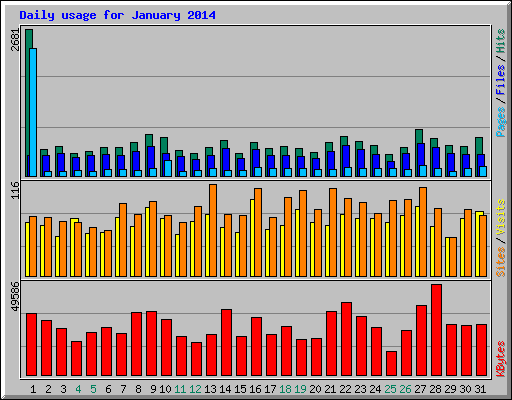 Daily usage for January 2014
2681
Pages / Files / Hits
116
Sites / Visits
49586
KBytes
1 2 3 4 5 6 7 8 9 10 11 12 13 14 15 16 17 18 19 20 21 22 23 24 25 26 27 28 29 30 31